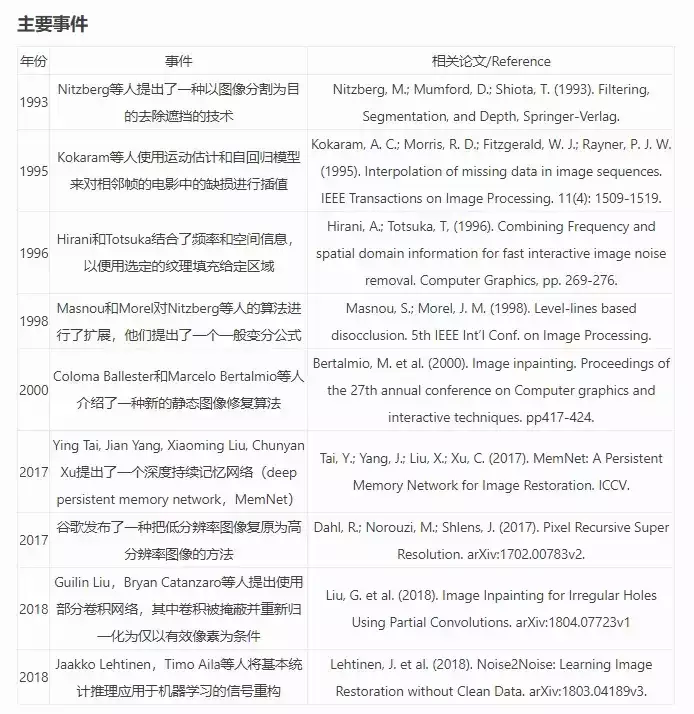 主要事件
年份 事件 相关论文/Reference
1993
Nitzberg等人提出了一种以图像分割为目
的去除遮挡的技术
Nitzberg, M.; Mumford, D.; Shiota, T. (1993). Filtering,
Segmentation, and Depth, Springer-Verlag.
1995
Kokaram等人使用运动估计和自回归模型
来对相邻帧的电影中的缺损进行插值
Kokaram, A. C.; Morris, R. D.; Fitzgerald, W. J.; Rayner, P. J. W.
(1995). Interpolation of missing data in image sequences.
IEEE Transactions on Image Processing. 11(4): 1509-1519.
1996
Hirani和Totsuka结合了频率和空间信息，
以便用选定的纹理填充给定区域
Hirani, A.; Totsuka, T, (1996). Combining Frequency and
spatial domain information for fast interactive image noise
removal. Computer Graphics, pp. 269-276.
1998
Masnou和Morel对Nitzberg等人的算法进
行了扩展，他们提出了一个一般变分公式
Masnou, S.; Morel, J. M. (1998). Level-lines based
disocclusion. 5th IEEE Int’l Conf. on Image Processing.
2000
Coloma Ballester和Marcelo Bertalmio等人
介绍了一种新的静态图像修复算法
Bertalmio, M. et al. (2000). Image inpainting. Proceedings of
the 27th annual conference on Computer graphics and
interactive techniques. pp417-424.
2017
Ying Tai, Jian Yang, Xiaoming Liu, Chunyan
Xu提出了一个深度持续记忆网络（deep
persistent memory network，MemNet）
Tai, Y.; Yang, J.; Liu, X.; Xu, C. (2017). MemNet: A Persistent
Memory Network for Image Restoration. ICCV.
2017
谷歌发布了一种把低分辨率图像复原为高
分辨率图像的方法
Dahl, R.; Norouzi, M.; Shlens, J. (2017). Pixel Recursive Super
Resolution. arXiv:1702.00783v2.
2018
Guilin Liu，Bryan Catanzaro等人提出使用
部分卷积网络，其中卷积被掩蔽并重新归
一化为仅以有效像素为条件
Liu, G. et al. (2018). Image Inpainting for Irregular Holes
Using Partial Convolutions. arXiv:1804.07723v1
2018
Jaakko Lehtinen，Timo Aila等人将基本统
计推理应用于机器学习的信号重构
Lehtinen, J. et al. (2018). Noise2Noise: Learning Image
Restoration without Clean Data. arXiv:1803.04189v3.